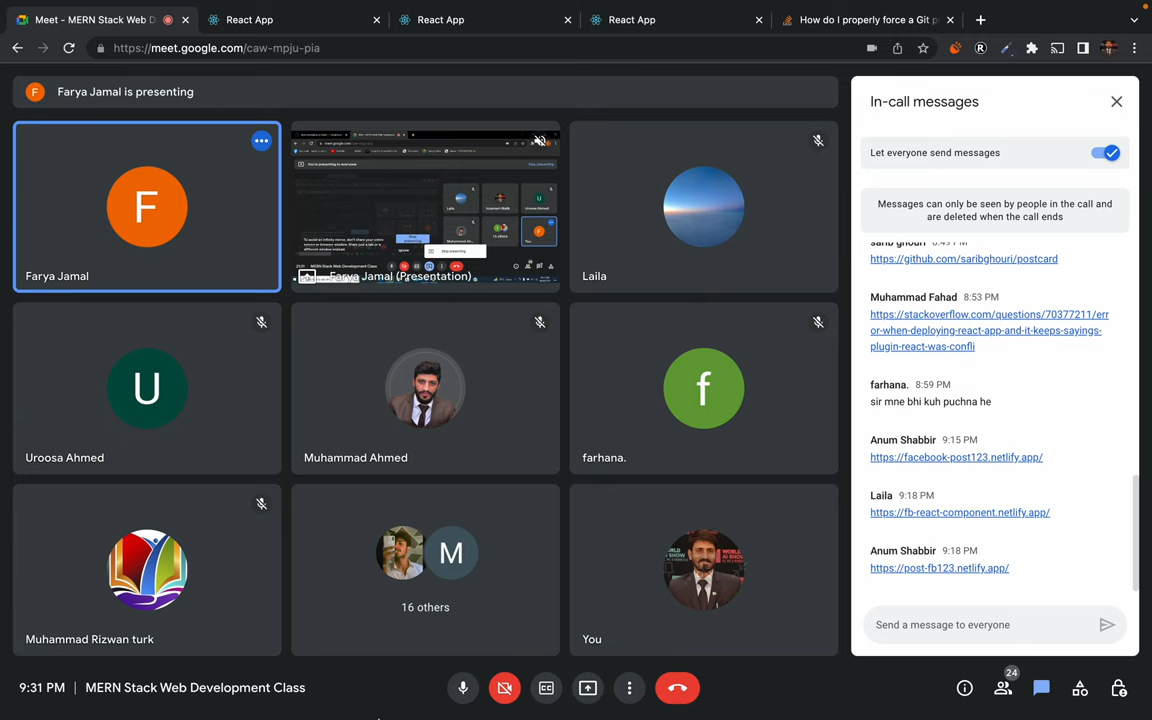 Meet - MERN Stack Web D
React App
React App
React App
How do I properly force a Git p
https://meet.google.com/caw-mpju-pia
F
Farya Jamal is presenting
F
Farya Jamal
Farya Jamal (Presentation)
Laila
U
Uroosa Ahmed
Muhammad Ahmed
f
farhana.
Muhammad Rizwan turk
M
16 others
You
In-call messages
Let everyone send messages
Messages can only be seen by people in the call and
are deleted when the call ends
sarib ghouri 8:49 PM
https://github.com/saribghouri/postcard
Muhammad Fahad 8:53 PM
https://stackoverflow.com/questions/70377211/err
or-when-deploying-react-app-and-it-keeps-sayings-
plugin-react-was-confli
farhana. 8:59 PM
sir mne bhi kuh puchna he
Anum Shabbir 9:15 PM
https://facebook-post123.netlify.app/
Laila 9:18 PM
https://fb-react-component.netlify.app/
Anum Shabbir 9:18 PM
https://post-fb123.netlify.app/
Send a message to everyone
9:31 PM | MERN Stack Web Development Class
24